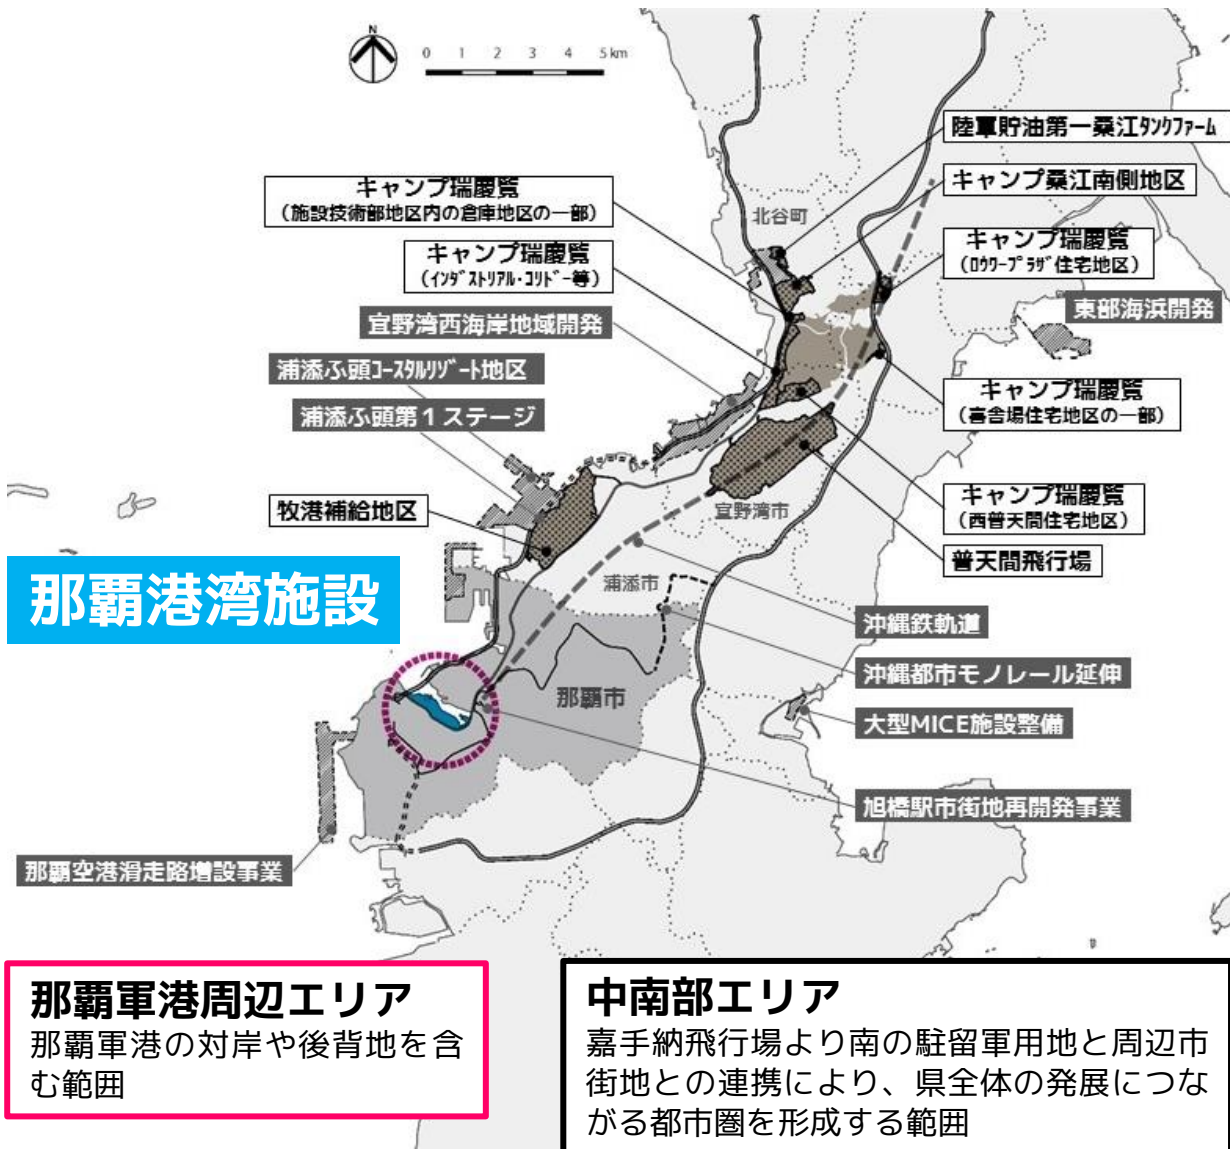 N
0 1 2 3 4 5 km
陸軍貯油第一桑江ﾀﾝｸﾌｧｰﾑ
キャンプ桑江南側地区
キャンプ瑞慶覧
（施設技術部地区内の倉庫地区の一部）
北谷町
キャンプ瑞慶覧
（ﾛﾜｰﾌﾟﾗｻﾞ住宅地区）
キャンプ瑞慶覧
（ｲﾝﾀﾞｽﾄﾘｱﾙ・ｺﾘﾄﾞｰ等）
東部海浜開発
宜野湾西海岸地域開発
浦添ふ頭ｺｰｽﾀﾙﾘｿﾞｰﾄ地区
キャンプ瑞慶覧
（喜舎場住宅地区の一部）
浦添ふ頭第１ステージ
牧港補給地区
宜野湾市
キャンプ瑞慶覧
（西普天間住宅地区）
普天間飛行場
那覇港湾施設
浦添市
沖縄鉄軌道
沖縄都市モノレール延伸
那覇市
大型MICE施設整備
旭橋駅市街地再開発事業
那覇空港滑走路増設事業
那覇軍港周辺エリア
那覇軍港の対岸や後背地を含
む範囲
中南部エリア
嘉手納飛行場より南の駐留軍用地と周辺市
街地との連携により、県全体の発展につな
がる都市圏を形成する範囲